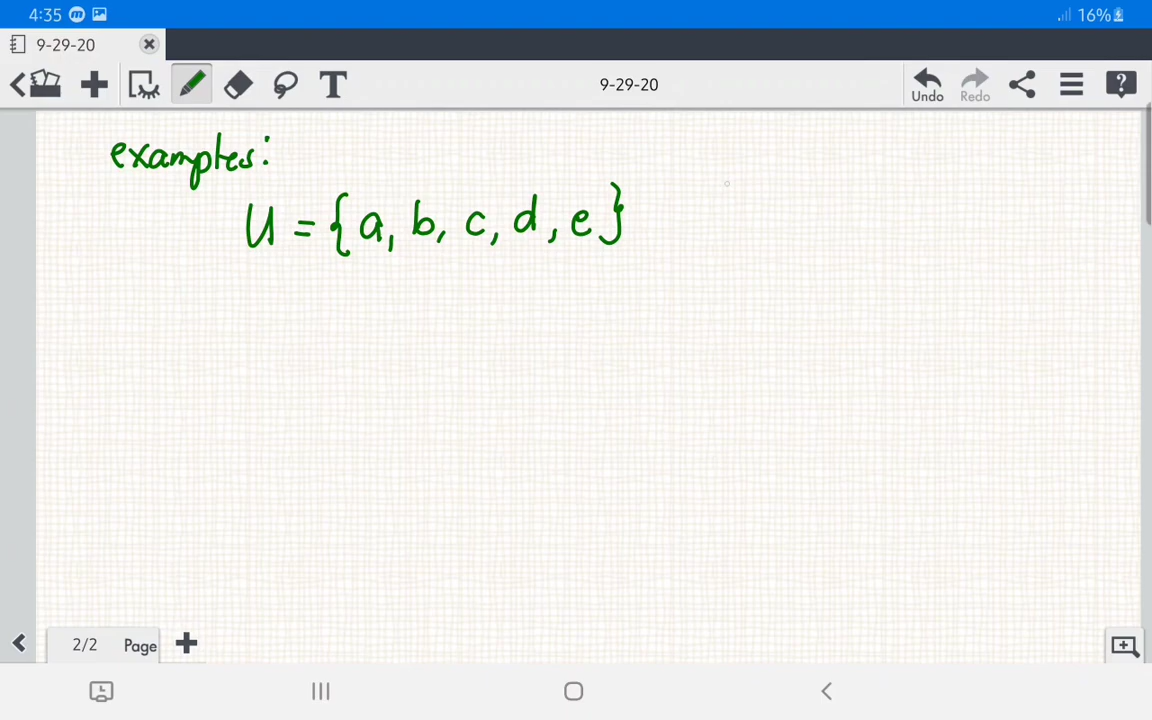 4:35 16%
9-29-20
T 9-29-20 Undo Redo ?
examples:
U = {a, b, c, d, e}
2/2 Page